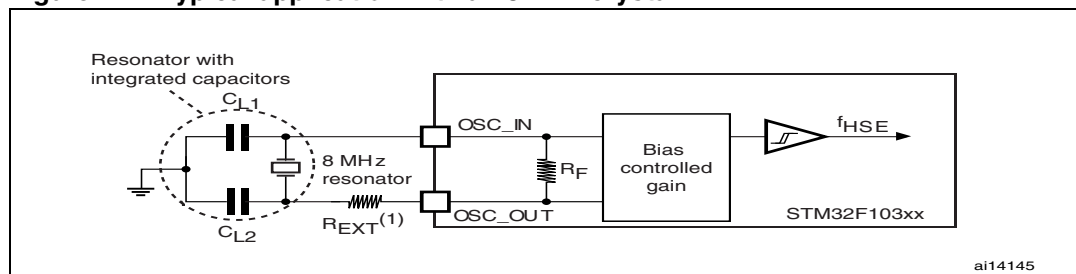 Resonator with
integrated capacitors
CL1
OSC_IN
fHSE
8 MHz
resonator
RF
Bias
controlled
gain
REXT(1)
OSC_OUT
STM32F103xx
CL2
ai14145